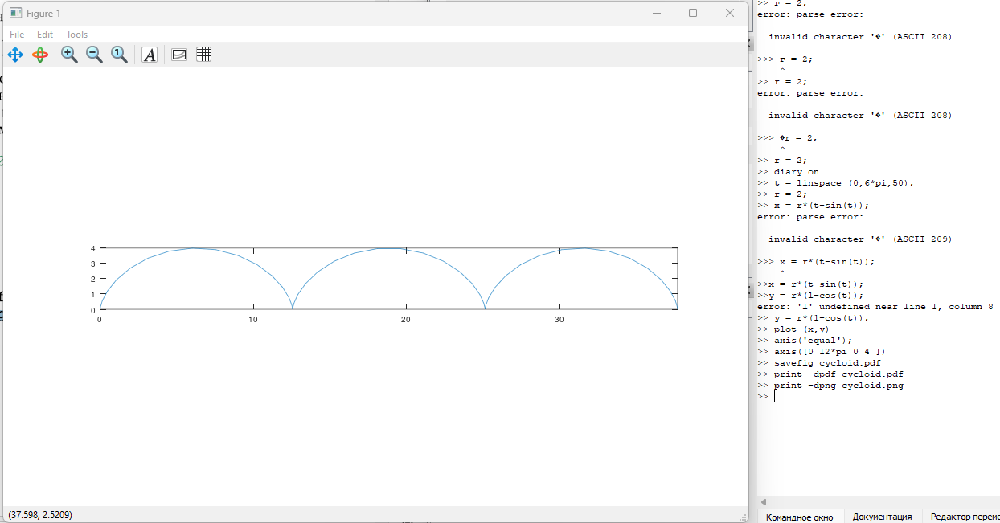 Figure 1
File Edit Tools
A
(37.598, 2.5209)
4
3
2
1
0
0 10 20 30
>> r = 2;
error: parse error:
invalid character '�' (ASCII 208)
>>> r = 2;
^
>> r = 2;
error: parse error:
invalid character '�' (ASCII 208)
>>> �r = 2;
^
>> r = 2;
>> diary on
>> t = linspace (0,6*pi,50);
>> r = 2;
>> x = r*(t-sin(t));
error: parse error:
invalid character '�' (ASCII 209)
>>> x = r*(t-sin(t));
^
>>x = r*(t-sin(t));
>>y = r*(l-cos(t));
error: 'l' undefined near line 1, column 8
>> y = r*(1-cos(t));
>> plot (x,y)
>> axis('equal');
>> axis([0 12*pi 0 4 ])
>> savefig cycloid.pdf
>> print -dpdf cycloid.pdf
>> print -dpng cycloid.png
>>
Командное окно Документация Редактор переме